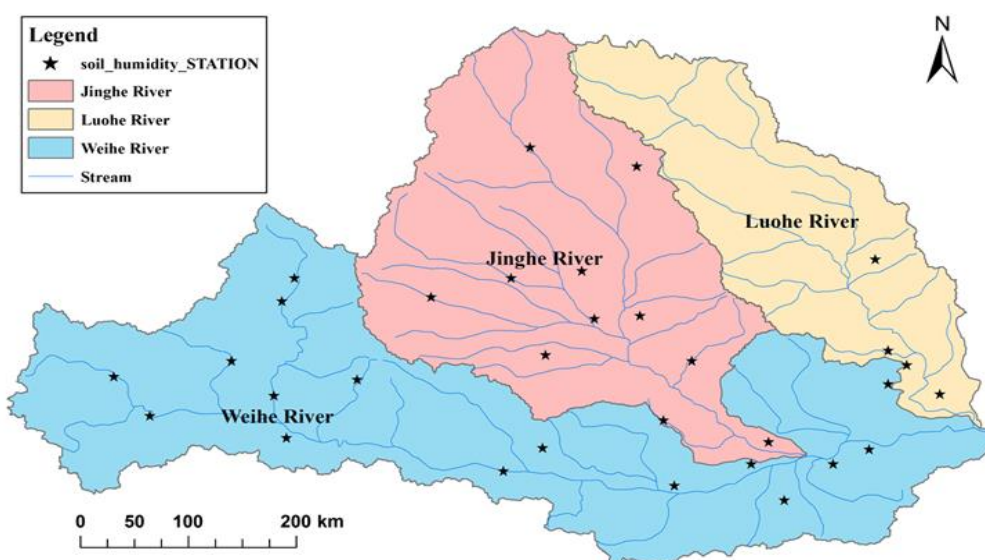 Legend
soil_humidity_STATION
Jinghe River
Luohe River
Weihe River
Stream
N
Luohe River
Jinghe River
Weihe River
0 50 100 200 km